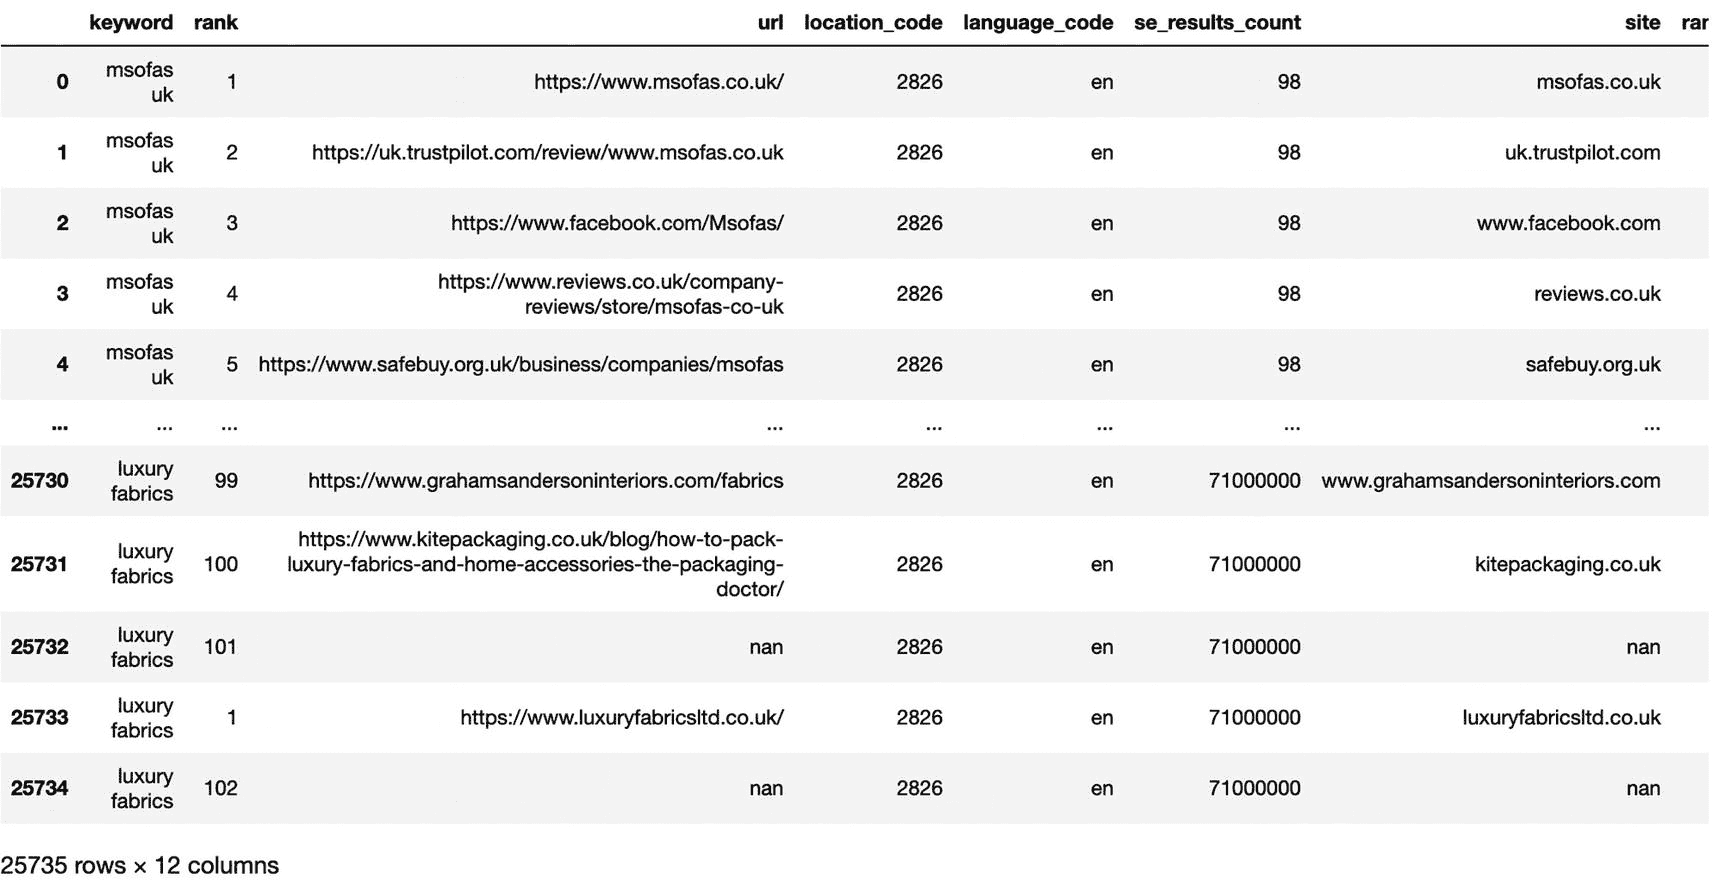 keyword rank url location_code language_code se_results_count site rar
0 msofas uk 1 https://www.msofas.co.uk/ 2826 en 98 msofas.co.uk
1 msofas uk 2 https://uk.trustpilot.com/review/www.msofas.co.uk 2826 en 98 uk.trustpilot.com
2 msofas uk 3 https://www.facebook.com/Msofas/ 2826 en 98 www.facebook.com
3 msofas uk 4 https://www.reviews.co.uk/company-reviews/store/msofas-co-uk 2826 en 98 reviews.co.uk
4 msofas uk 5 https://www.safebuy.org.uk/business/companies/msofas 2826 en 98 safebuy.org.uk
... ... ... ... ... ... ... ...
25730 luxury fabrics 99 https://www.grahamsandersoninteriors.com/fabrics 2826 en 71000000 www.grahamsandersoninteriors.com
25731 luxury fabrics 100 https://www.kitepackaging.co.uk/blog/how-to-pack-luxury-fabrics-and-home-accessories-the-packaging-doctor/ 2826 en 71000000 kitepackaging.co.uk
25732 luxury fabrics 101 nan 2826 en 71000000 nan
25733 luxury fabrics 1 https://www.luxuryfabricsltd.co.uk/ 2826 en 71000000 luxuryfabricsltd.co.uk
25734 luxury fabrics 102 nan 2826 en 71000000 nan
25735 rows × 12 columns